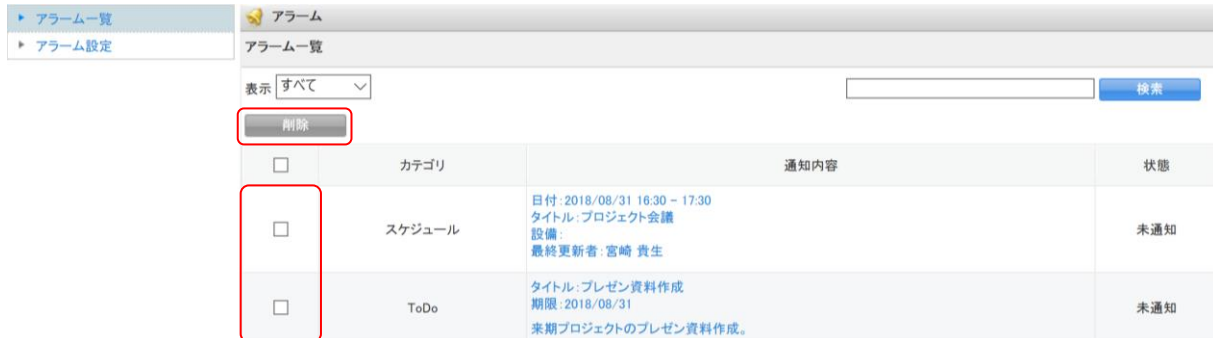 アラーム一覧
アラーム設定
アラーム
アラーム一覧
表示 すべて 検索
削除
カテゴリ 通知内容 状態
スケジュール
日付:2018/08/31 16:30 - 17:30
タイトル:プロジェクト会議
設備:
最終更新者:宮崎 貴生
未通知
ToDo
タイトル:プレゼン資料作成
期限:2018/08/31
来期プロジェクトのプレゼン資料作成。
未通知